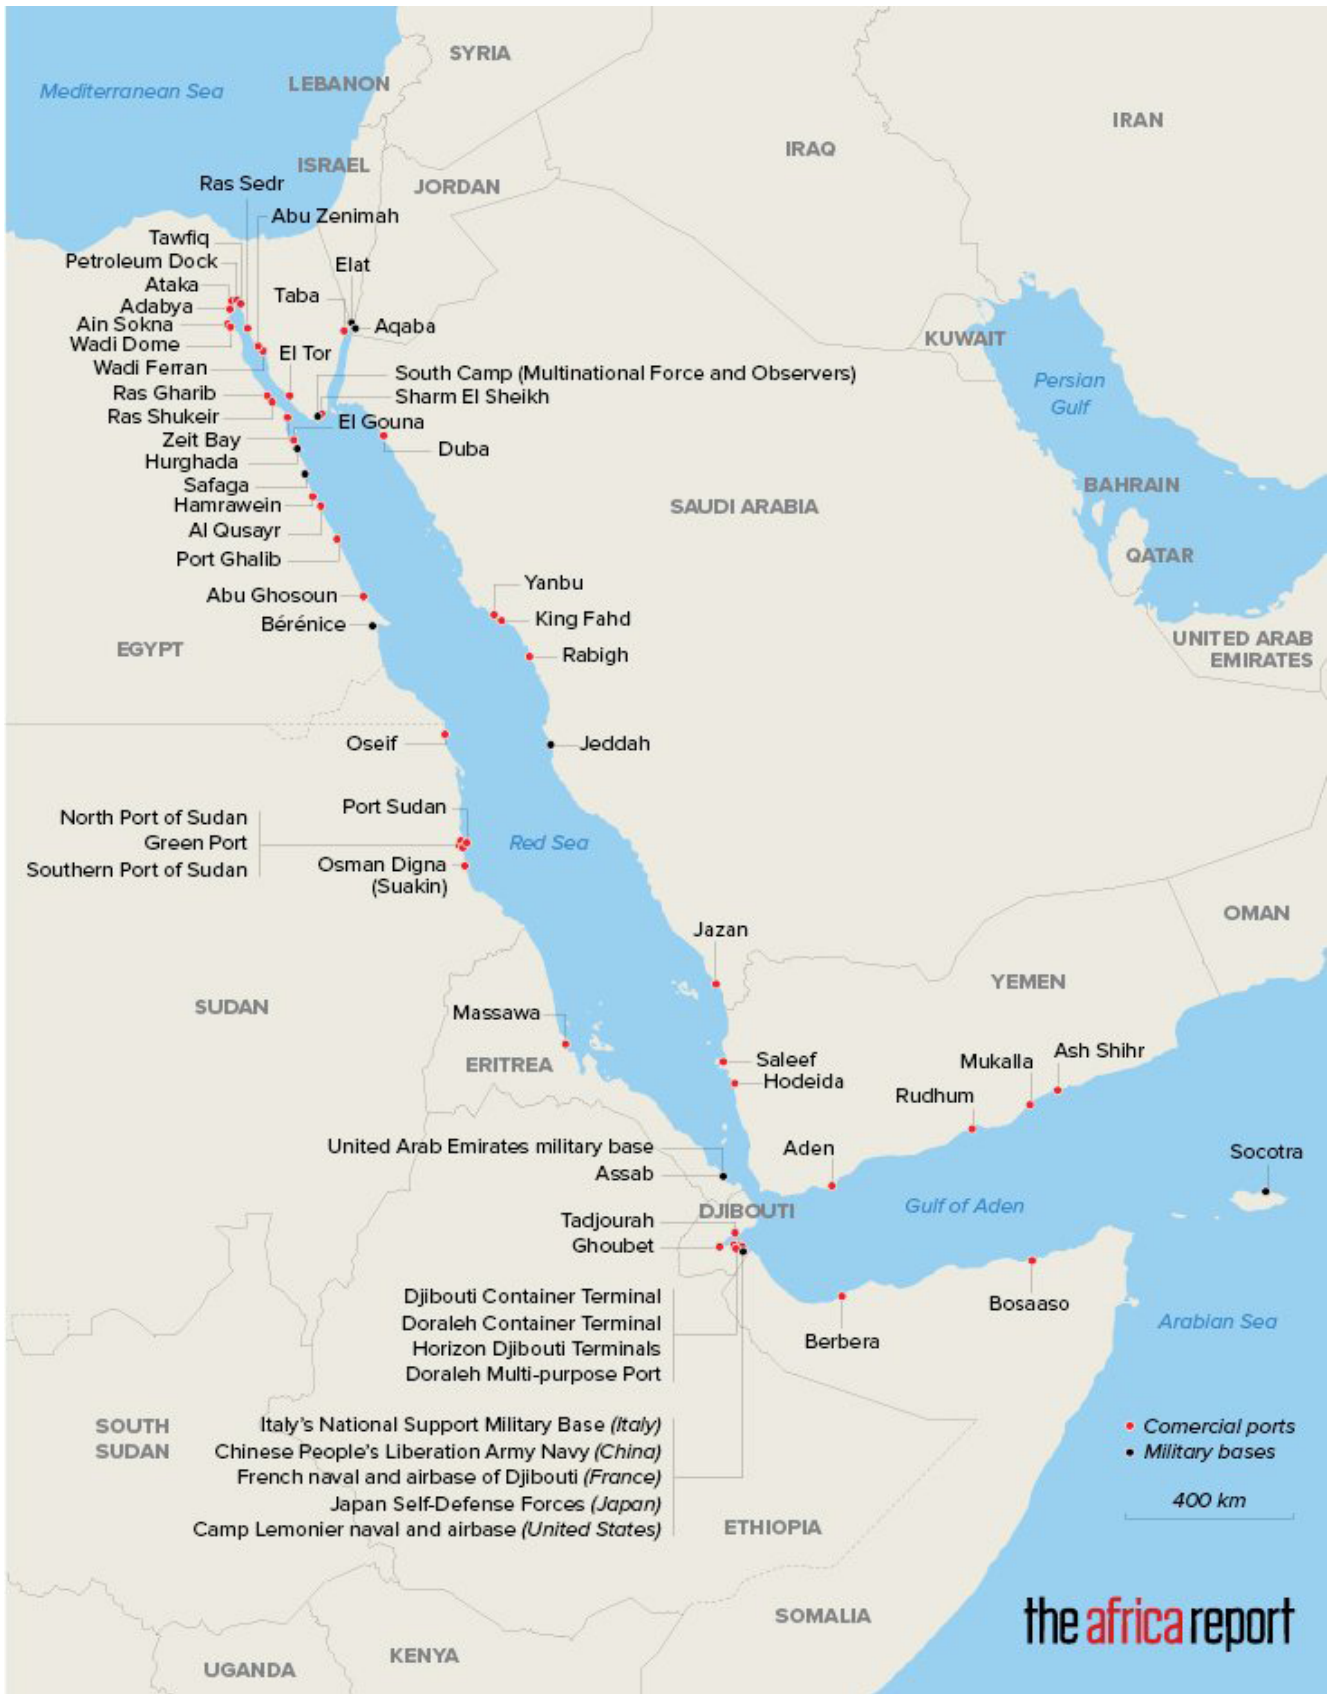 SYRIA
LEBANON
Mediterranean Sea
IRAN
IRAQ
ISRAEL
Ras Sedr
JORDAN
Abu Zenimah
Tawfiq
Petroleum Dock
Elat
Ataka
Taba
Adabya
Ain Sokna
Aqaba
Wadi Dome
KUWAIT
El Tor
Wadi Ferran
South Camp (Multinational Force and Observers)
Persian
Gulf
Ras Gharib
Sharm El Sheikh
Ras Shukeir
El Gouna
Zeit Bay
Duba
Hurghada
Safaga
BAHRAIN
Hamrawein
SAUDI ARABIA
Al Qusayr
Port Ghalib
QATAR
Yanbu
Abu Ghosoun
King Fahd
Bérénice
UNITED ARAB
EMIRATES
EGYPT
Rabigh
Oseif
Jeddah
Port Sudan
North Port of Sudan
Green Port
Southern Port of Sudan
Red Sea
Osman Digna
(Suakin)
OMAN
Jazan
YEMEN
SUDAN
Massawa
ERITREA
Saleef
Hodeida
Mukalla
Ash Shihr
Rudhum
United Arab Emirates military base
Assab
Aden
Socotra
Gulf of Aden
DJIBOUTI
Tadjourah
Ghoubet
Djibouti Container Terminal
Doraleh Container Terminal
Horizon Djibouti Terminals
Doraleh Multi-purpose Port
Bosaaso
Berbera
Arabian Sea
SOUTH
SUDAN
Italy's National Support Military Base (Italy)
Chinese People's Liberation Army Navy (China)
French naval and airbase of Djibouti (France)
Japan Self-Defense Forces (Japan)
Camp Lemonier naval and airbase (United States)
Comercial ports
Military bases
400 km
ETHIOPIA
SOMALIA
the africa report
KENYA
UGANDA